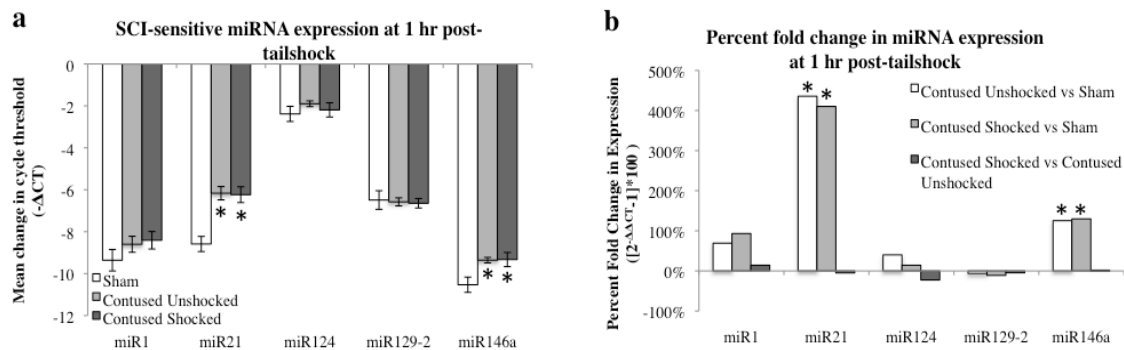 a
SCI-sensitive miRNA expression at 1 hr post-
tailshock
Mean change in cycle threshold
(-ΔCT)
0
-2
-4
-6
-8
-10
-12
* *
* *
Sham
Contused Unshocked
Contused Shocked
miR1 miR21 miR124 miR129-2 miR146a
b
Percent fold change in miRNA expression
at 1 hr post-tailshock
Percent Fold Change in Expression
([2-ΔΔCT-1]*100)
500%
400%
300%
200%
100%
0%
-100%
* *
* *
Contused Unshocked vs Sham
Contused Shocked vs Sham
Contused Shocked vs Contused
Unshocked
miR1 miR21 miR124 miR129-2 miR146a